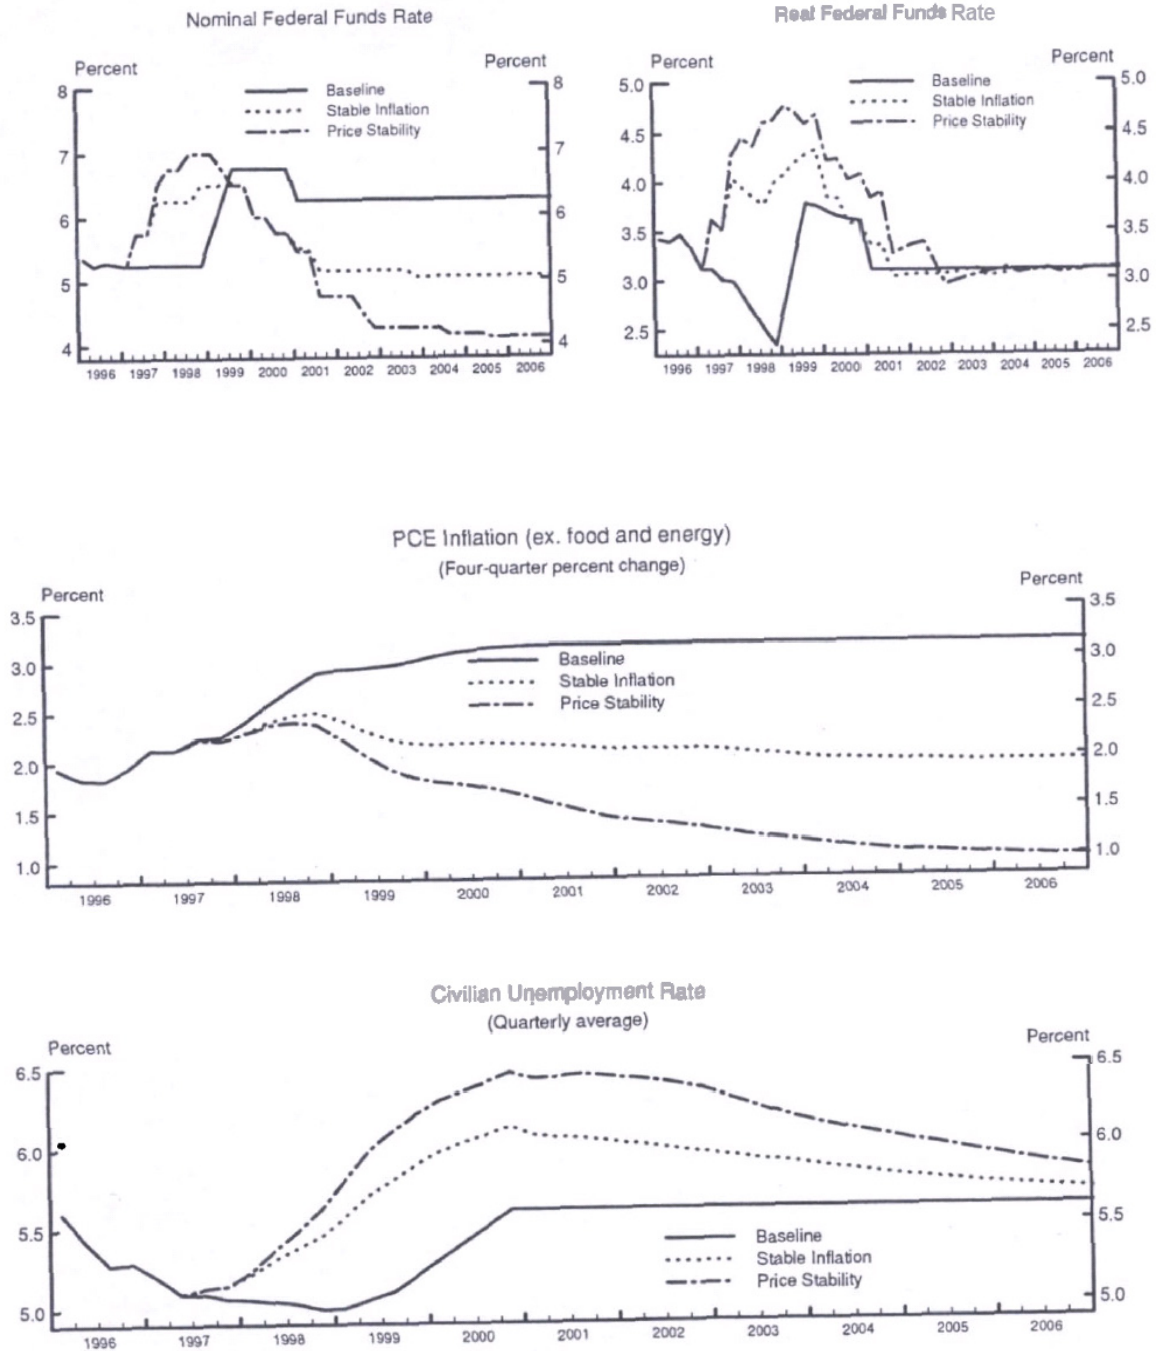 Nominal Federal Funds Rate
Percent
Percent
8
7
6
5
4
8
7
6
5
4
Baseline
Stable Inflation
Price Stability
1996 1997 1998 1999 2000 2001 2002 2003 2004 2005 2006
Real Federal Funds Rate
Percent
Percent
5.0
4.5
4.0
3.5
3.0
2.5
5.0
4.5
4.0
3.5
3.0
2.5
Baseline
Stable Inflation
Price Stability
1996 1997 1998 1999 2000 2001 2002 2003 2004 2005 2006
PCE Inflation (ex. food and energy)
(Four-quarter percent change)
Percent
Percent
3.5
3.0
2.5
2.0
1.5
1.0
3.5
3.0
2.5
2.0
1.5
1.0
Baseline
Stable Inflation
Price Stability
1996 1997 1998 1999 2000 2001 2002 2003 2004 2005 2006
Civilian Unemployment Rate
(Quarterly average)
Percent
Percent
6.5
6.0
5.5
5.0
6.5
6.0
5.5
5.0
Baseline
Stable Inflation
Price Stability
1996 1997 1998 1999 2000 2001 2002 2003 2004 2005 2006